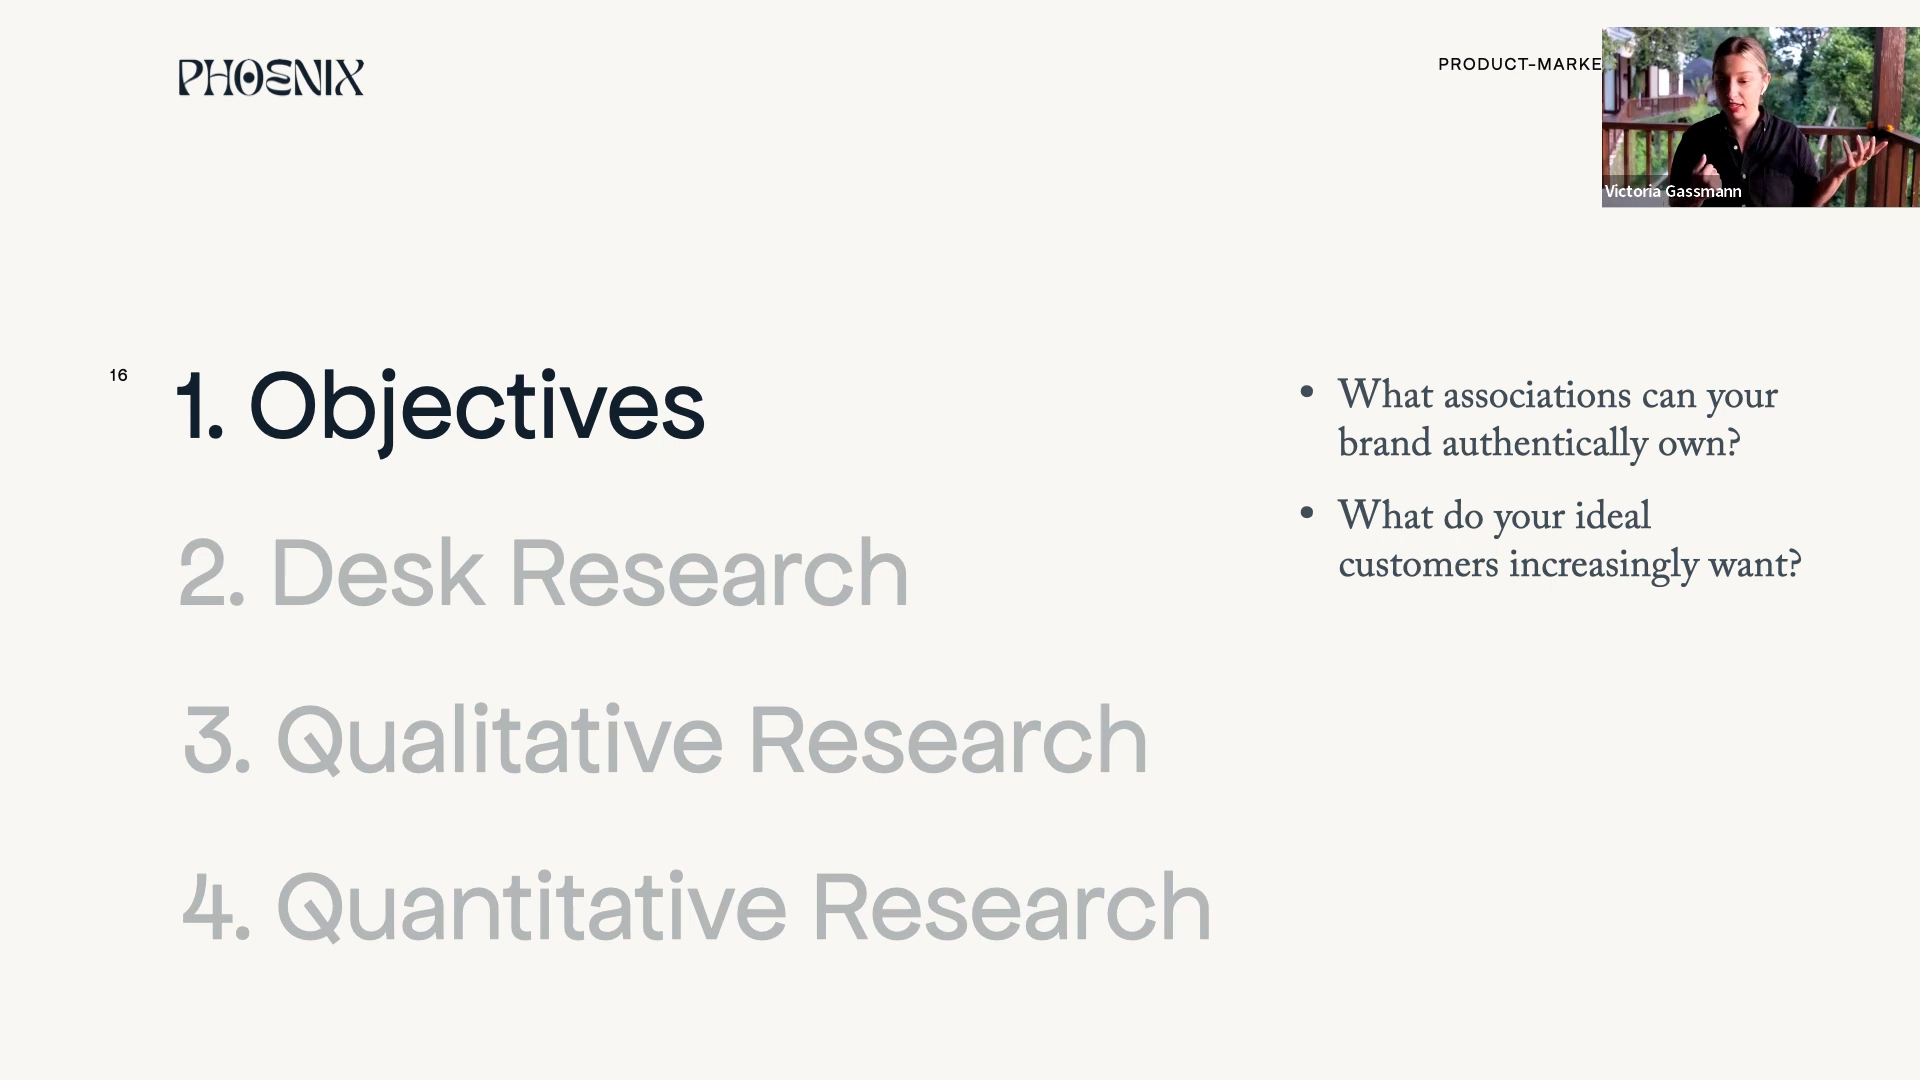 PHOENIX
PRODUCT-MARKE
Victoria Gassmann
16
1. Objectives
2. Desk Research
3. Qualitative Research
4. Quantitative Research
• What associations can your
brand authentically own?
• What do your ideal
customers increasingly want?